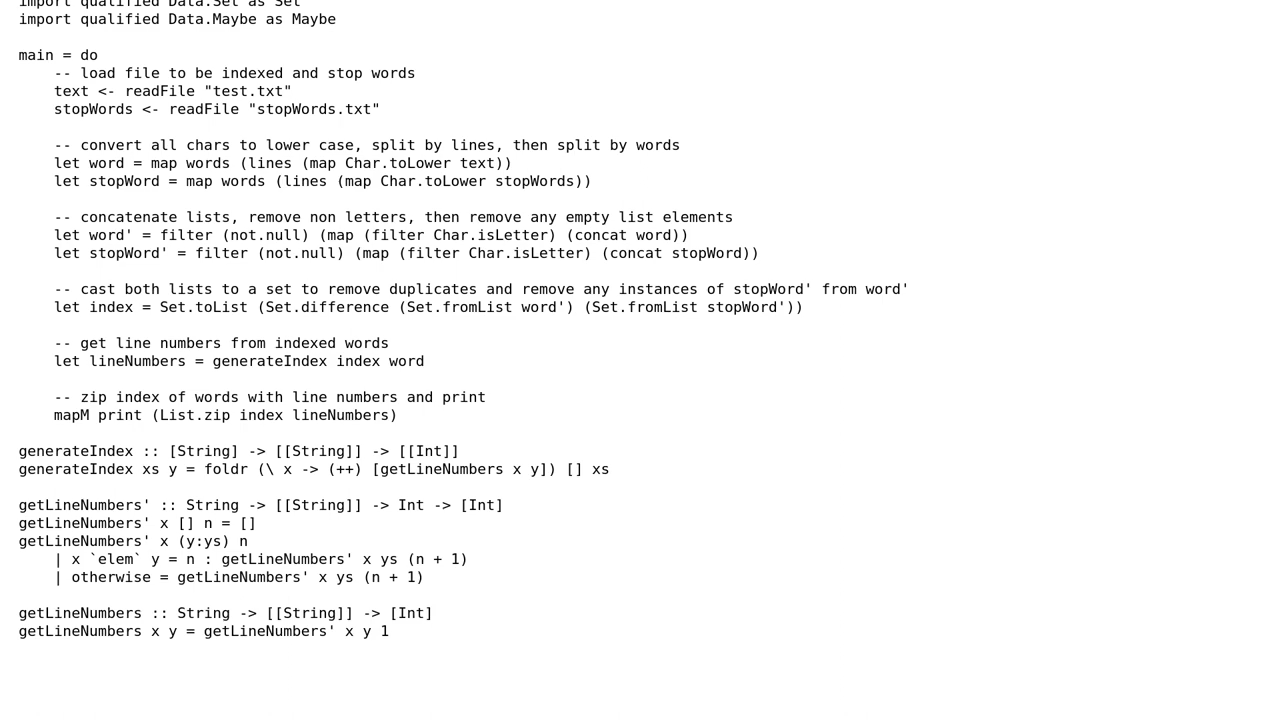 import qualified Data.Set as Set
import qualified Data.Maybe as Maybe

main = do
    -- load file to be indexed and stop words
    text <- readFile "test.txt"
    stopWords <- readFile "stopWords.txt"

    -- convert all chars to lower case, split by lines, then split by words
    let word = map words (lines (map Char.toLower text))
    let stopWord = map words (lines (map Char.toLower stopWords))

    -- concatenate lists, remove non letters, then remove any empty list elements
    let word' = filter (not.null) (map (filter Char.isLetter) (concat word))
    let stopWord' = filter (not.null) (map (filter Char.isLetter) (concat stopWord))

    -- cast both lists to a set to remove duplicates and remove any instances of stopWord' from word'
    let index = Set.toList (Set.difference (Set.fromList word') (Set.fromList stopWord'))

    -- get line numbers from indexed words
    let lineNumbers = generateIndex index word

    -- zip index of words with line numbers and print
    mapM print (List.zip index lineNumbers)

generateIndex :: [String] -> [[String]] -> [[Int]]
generateIndex xs y = foldr (\ x -> (++) [getLineNumbers x y]) [] xs

getLineNumbers' :: String -> [[String]] -> Int -> [Int]
getLineNumbers' x [] n = []
getLineNumbers' x (y:ys) n
    | x `elem` y = n : getLineNumbers' x ys (n + 1)
    | otherwise = getLineNumbers' x ys (n + 1)

getLineNumbers :: String -> [[String]] -> [Int]
getLineNumbers x y = getLineNumbers' x y 1